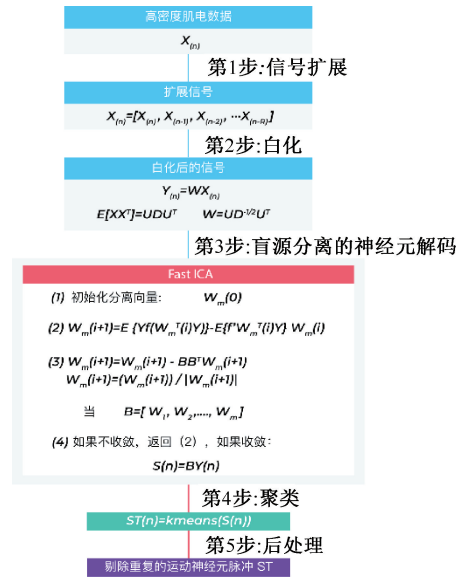 高密度肌电数据
X(n)
第1步:信号扩展
扩展信号
X(n)=[X(n), X(n-1), X(n-2), ···X(n-R)]
第2步:白化
白化后的信号
Y(n)=WX(n)
E[XXᵀ]=UDUᵀ W=UD⁻¹/²Uᵀ
第3步:盲源分离的神经元解码
Fast ICA
(1) 初始化分离向量: Wm(0)
(2) Wm(i+1)=E {Yf(Wmᵀ(i)Y)}-E{f'Wmᵀ(i)Y} Wm(i)
(3) Wm(i+1)=Wm(i+1) - BBᵀWm(i+1)
Wm(i+1)=(Wm(i+1)) / |Wm(i+1)|
当 B=[ W₁, W₂,...., Wm]
(4) 如果不收敛, 返回 (2) , 如果收敛:
S(n)=BY(n)
第4步:聚类
ST(n)=kmeans(S(n))
第5步:后处理
剔除重复的运动神经元脉冲 ST